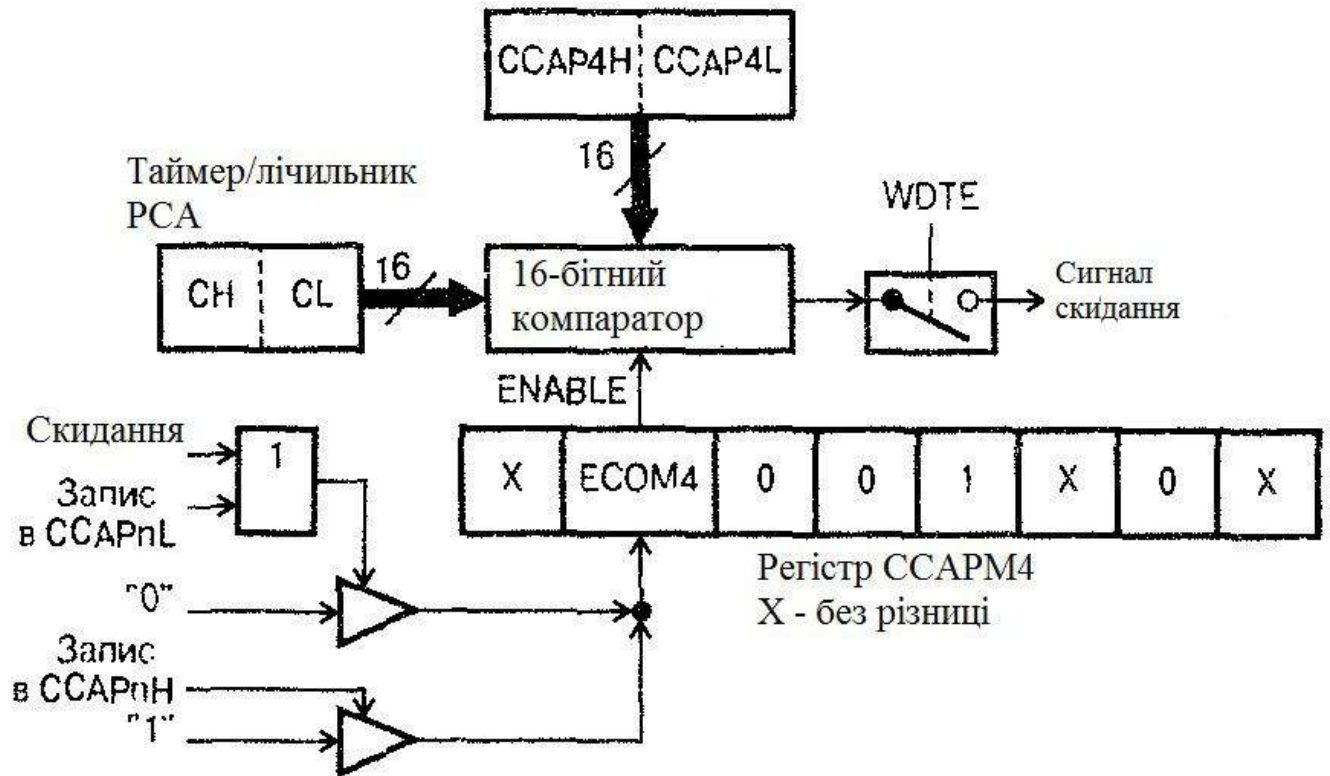 CCAP4H CCAP4L
16
Таймер/лічильник
PCA
WDTE
CH CL
16
16-бітний
компаратор
Сигнал
скидання
ENABLE
Скидання
1
X ECOM4 0 0 1 X 0 X
Запис
в CCAPnL
Регістр CCAPM4
X - без різниці
"0"
Запис
в CCAPnH
"1"